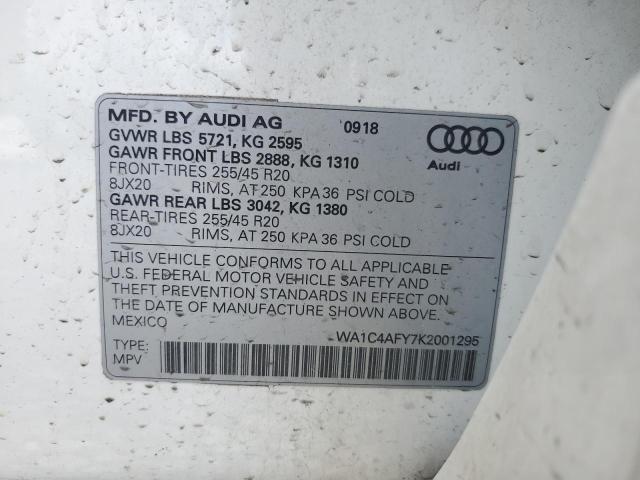 MFD. BY AUDI AG 0918
GVWR LBS 5721, KG 2595
GAWR FRONT LBS 2888, KG 1310
FRONT-TIRES 255/45 R20
8JX20 RIMS, AT 250 KPA 36 PSI COLD
GAWR REAR LBS 3042, KG 1380
REAR-TIRES 255/45 R20
8JX20 RIMS, AT 250 KPA 36 PSI COLD
Audi
THIS VEHICLE CONFORMS TO ALL APPLICABLE
U.S. FEDERAL MOTOR VEHICLE SAFETY AND
THEFT PREVENTION STANDARDS IN EFFECT ON
THE DATE OF MANUFACTURE SHOWN ABOVE.
MEXICO
WA1C4AFY7K2001295
TYPE:
MPV